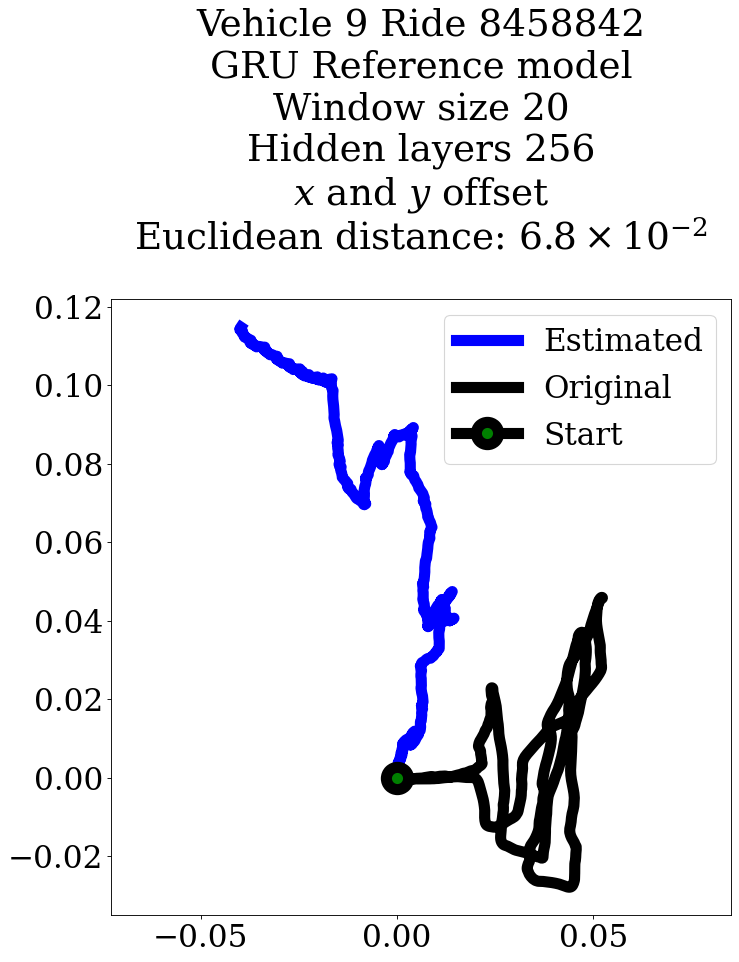 Vehicle 9 Ride 8458842
GRU Reference model
Window size 20
Hidden layers 256
x and y offset
Euclidean distance: 6.8 × 10⁻²
0.12
0.10
0.08
0.06
0.04
0.02
0.00
−0.02
Estimated
Original
Start
−0.05 0.00 0.05